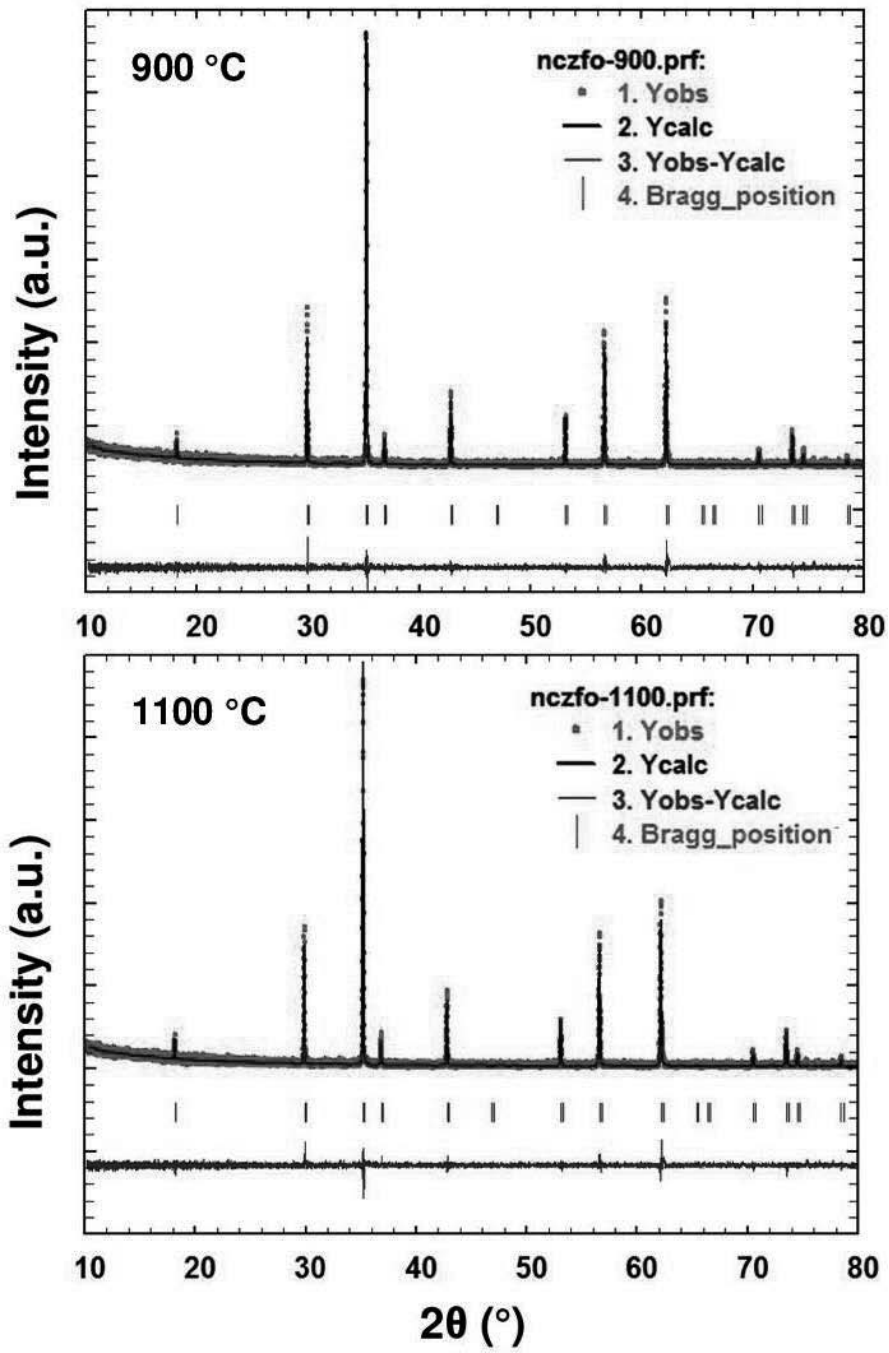 900 °C
nczfo-900.prf:
1. Yobs
2. Ycalc
3. Yobs-Ycalc
4. Bragg_position
Intensity (a.u.)
10 20 30 40 50 60 70 80
1100 °C
nczfo-1100.prf:
1. Yobs
2. Ycalc
3. Yobs-Ycalc
4. Bragg_position
Intensity (a.u.)
10 20 30 40 50 60 70 80
2θ (°)